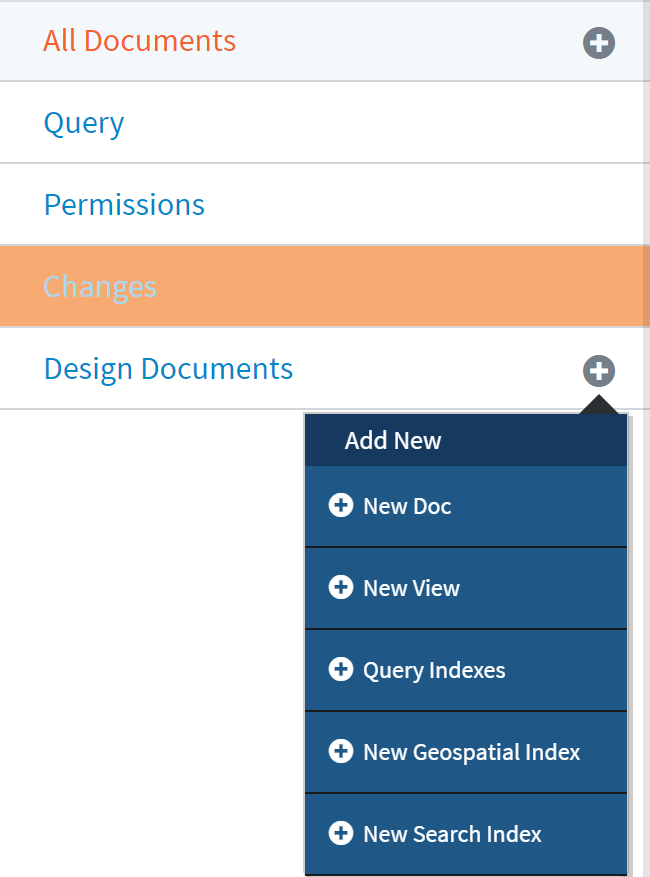 All Documents
Query
Permissions
Changes
Design Documents
Add New
New Doc
New View
Query Indexes
New Geospatial Index
New Search Index